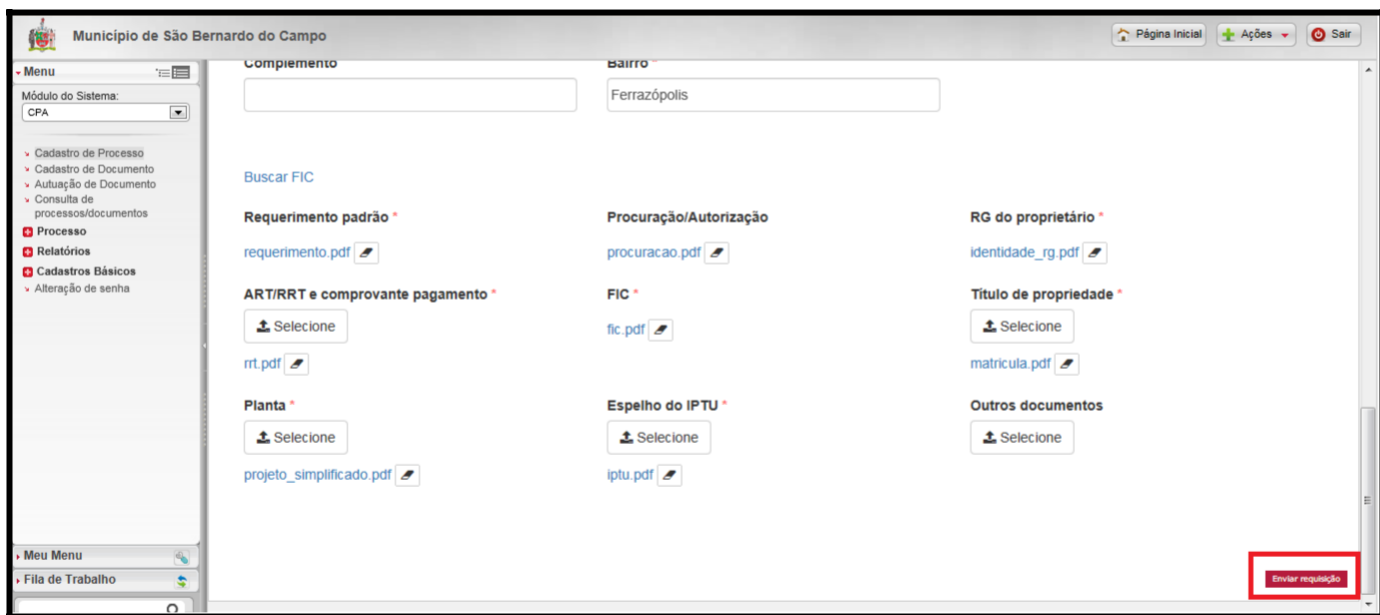 Município de São Bernardo do Campo
Página Inicial
Ações
Sair
Menu
Módulo do Sistema:
CPA
Cadastro de Processo
Cadastro de Documento
Autuação de Documento
Consulta de
processos/documentos
Processo
Relatórios
Cadastros Básicos
Alteração de senha
Meu Menu
Fila de Trabalho
Complemento
Bairro *
Ferrazópolis
Buscar FIC
Requerimento padrão *
Procuração/Autorização
RG do proprietário *
requerimento.pdf
procuracao.pdf
identidade_rg.pdf
ART/RRT e comprovante pagamento *
FIC *
Título de propriedade *
Selecione
fic.pdf
Selecione
rrt.pdf
matricula.pdf
Planta *
Espelho do IPTU *
Outros documentos
Selecione
Selecione
Selecione
projeto_simplificado.pdf
iptu.pdf
Enviar requisição